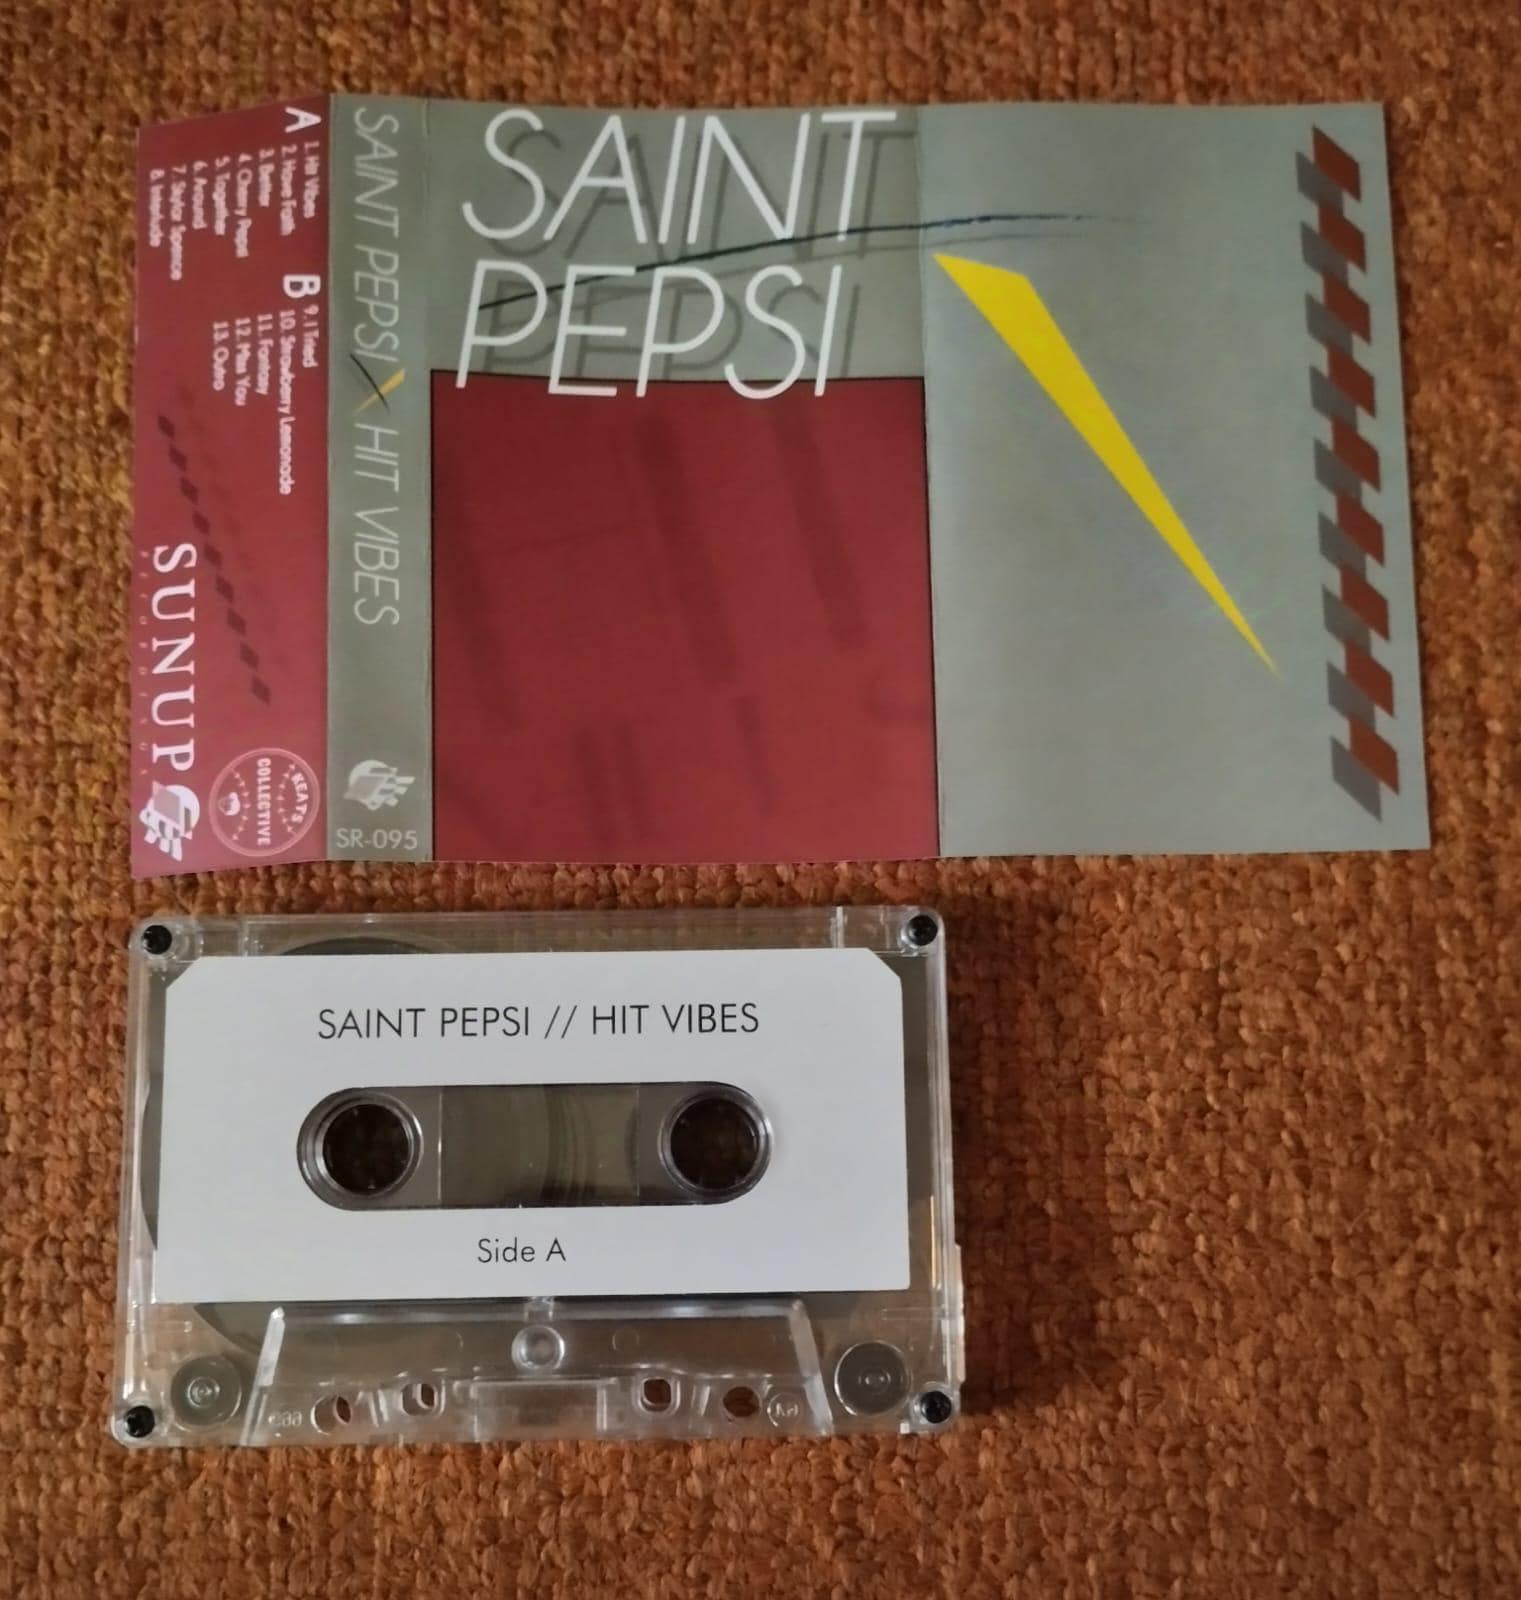 A
1. Hit Vibes
2. Have Faith
3. Better
4. Cherry Pepsi
5. Together
6. Around
7. Skylar Spence
8. Interlude
B
9. I Tried
10. Strawberry Lemonade
11. Fantasy
12. Miss You
13. Outro
SUNUP
RECORDINGS
KEATS
COLLECTIVE
SAINT PEPSI HIT VIBES
SR-095
SAINT
PEPSI
SAINT PEPSI // HIT VIBES
Side A